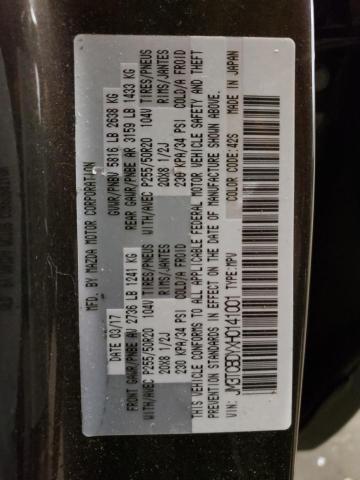 MFD. BY MAZDA MOTOR CORPORATION
DATE: 03/17 GVWR/PNBV 5816 LB 2638 KG
FRONT GAWR/PNBE AV 2736 LB 1241 KG REAR GAWR/PNBE AR 3159 LB 1433 KG
WITH/AVEC P255/50R20 104V TIRES/PNEUS WITH/AVEC P255/50R20 104V TIRES/PNEUS
20X8 1/2J RIMS/JANTES 20X8 1/2J RIMS/JANTES
230 KPA/34 PSI COLD/A FROID 230 KPA/34 PSI COLD/A FROID
THIS VEHICLE CONFORMS TO ALL APPLICABLE FEDERAL MOTOR VEHICLE SAFETY AND THEFT
PREVENTION STANDARDS IN EFFECT ON THE DATE OF MANUFACTURE SHOWN ABOVE.
MADE IN JAPAN
VIN: TYPE: MPV COLOR CODE: 42S